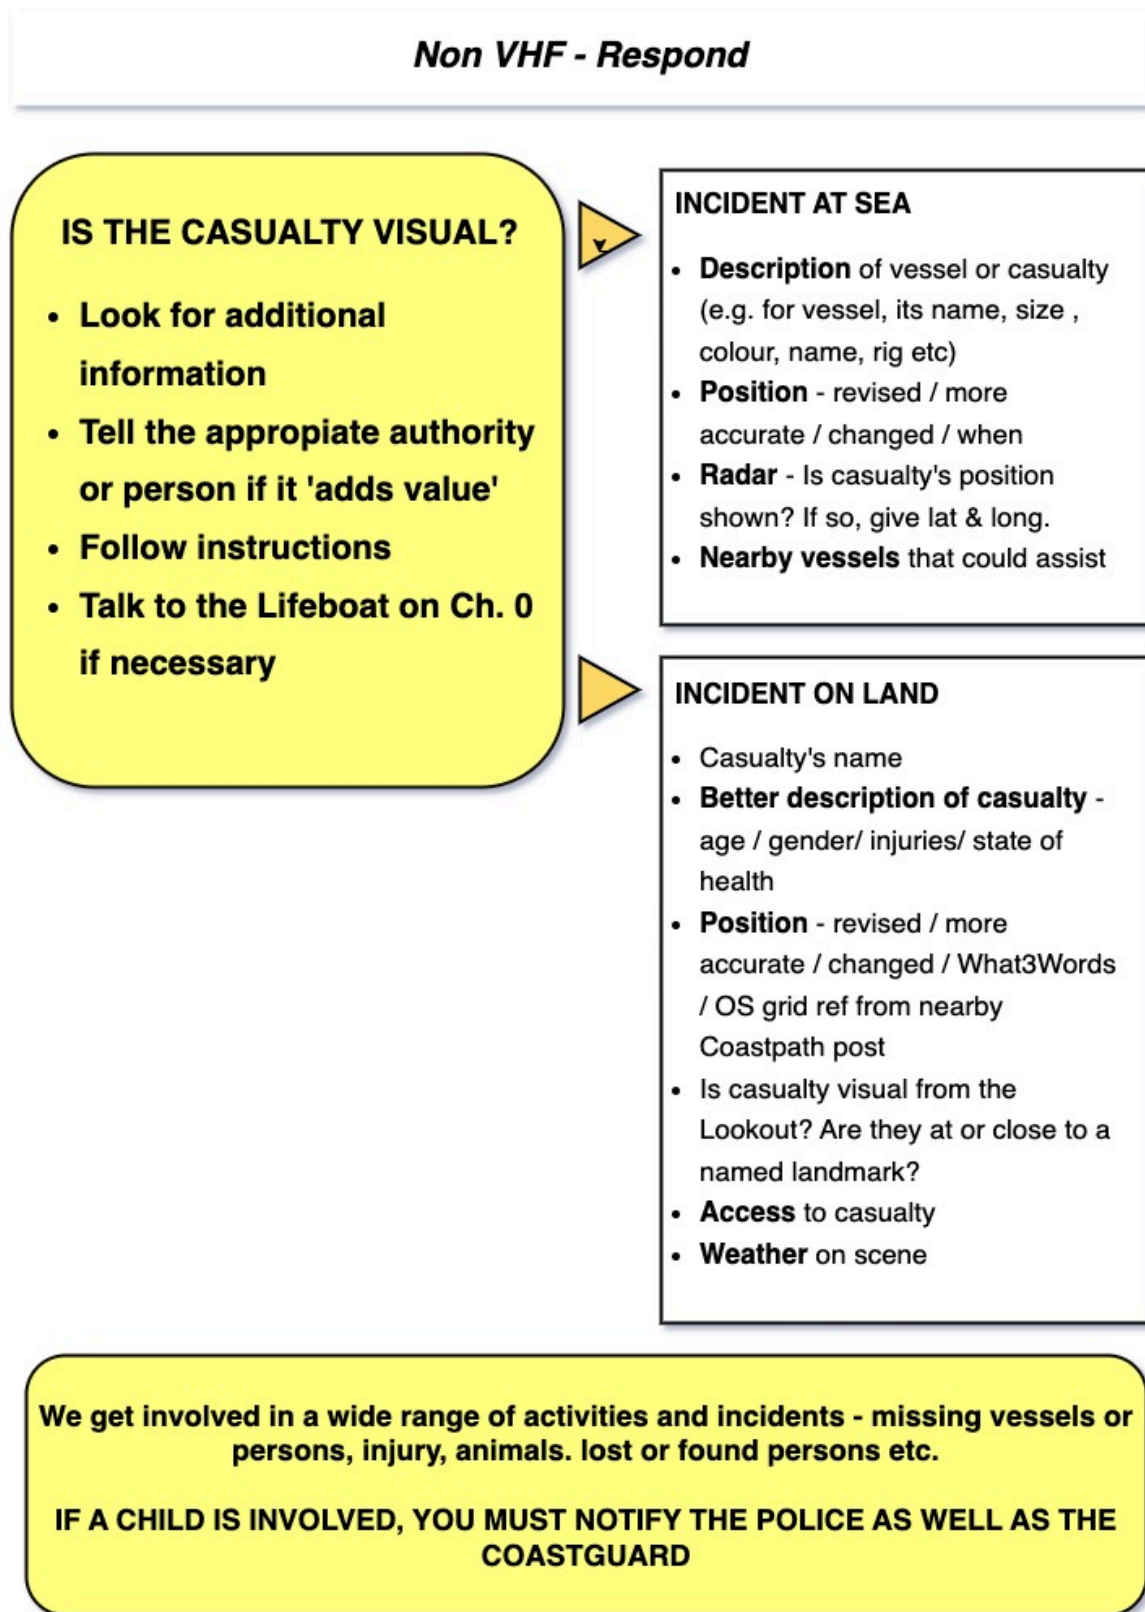 Non VHF - Respond
IS THE CASUALTY VISUAL?
• Look for additional
information
• Tell the appropiate authority
or person if it 'adds value'
• Follow instructions
• Talk to the Lifeboat on Ch. 0
if necessary
INCIDENT AT SEA
• Description of vessel or casualty
(e.g. for vessel, its name, size ,
colour, name, rig etc)
• Position - revised / more
accurate / changed / when
• Radar - Is casualty's position
shown? If so, give lat & long.
• Nearby vessels that could assist
INCIDENT ON LAND
• Casualty's name
• Better description of casualty -
age / gender/ injuries/ state of
health
• Position - revised / more
accurate / changed / What3Words
/ OS grid ref from nearby
Coastpath post
• Is casualty visual from the
Lookout? Are they at or close to a
named landmark?
• Access to casualty
• Weather on scene
We get involved in a wide range of activities and incidents - missing vessels or
persons, injury, animals. lost or found persons etc.
IF A CHILD IS INVOLVED, YOU MUST NOTIFY THE POLICE AS WELL AS THE
COASTGUARD